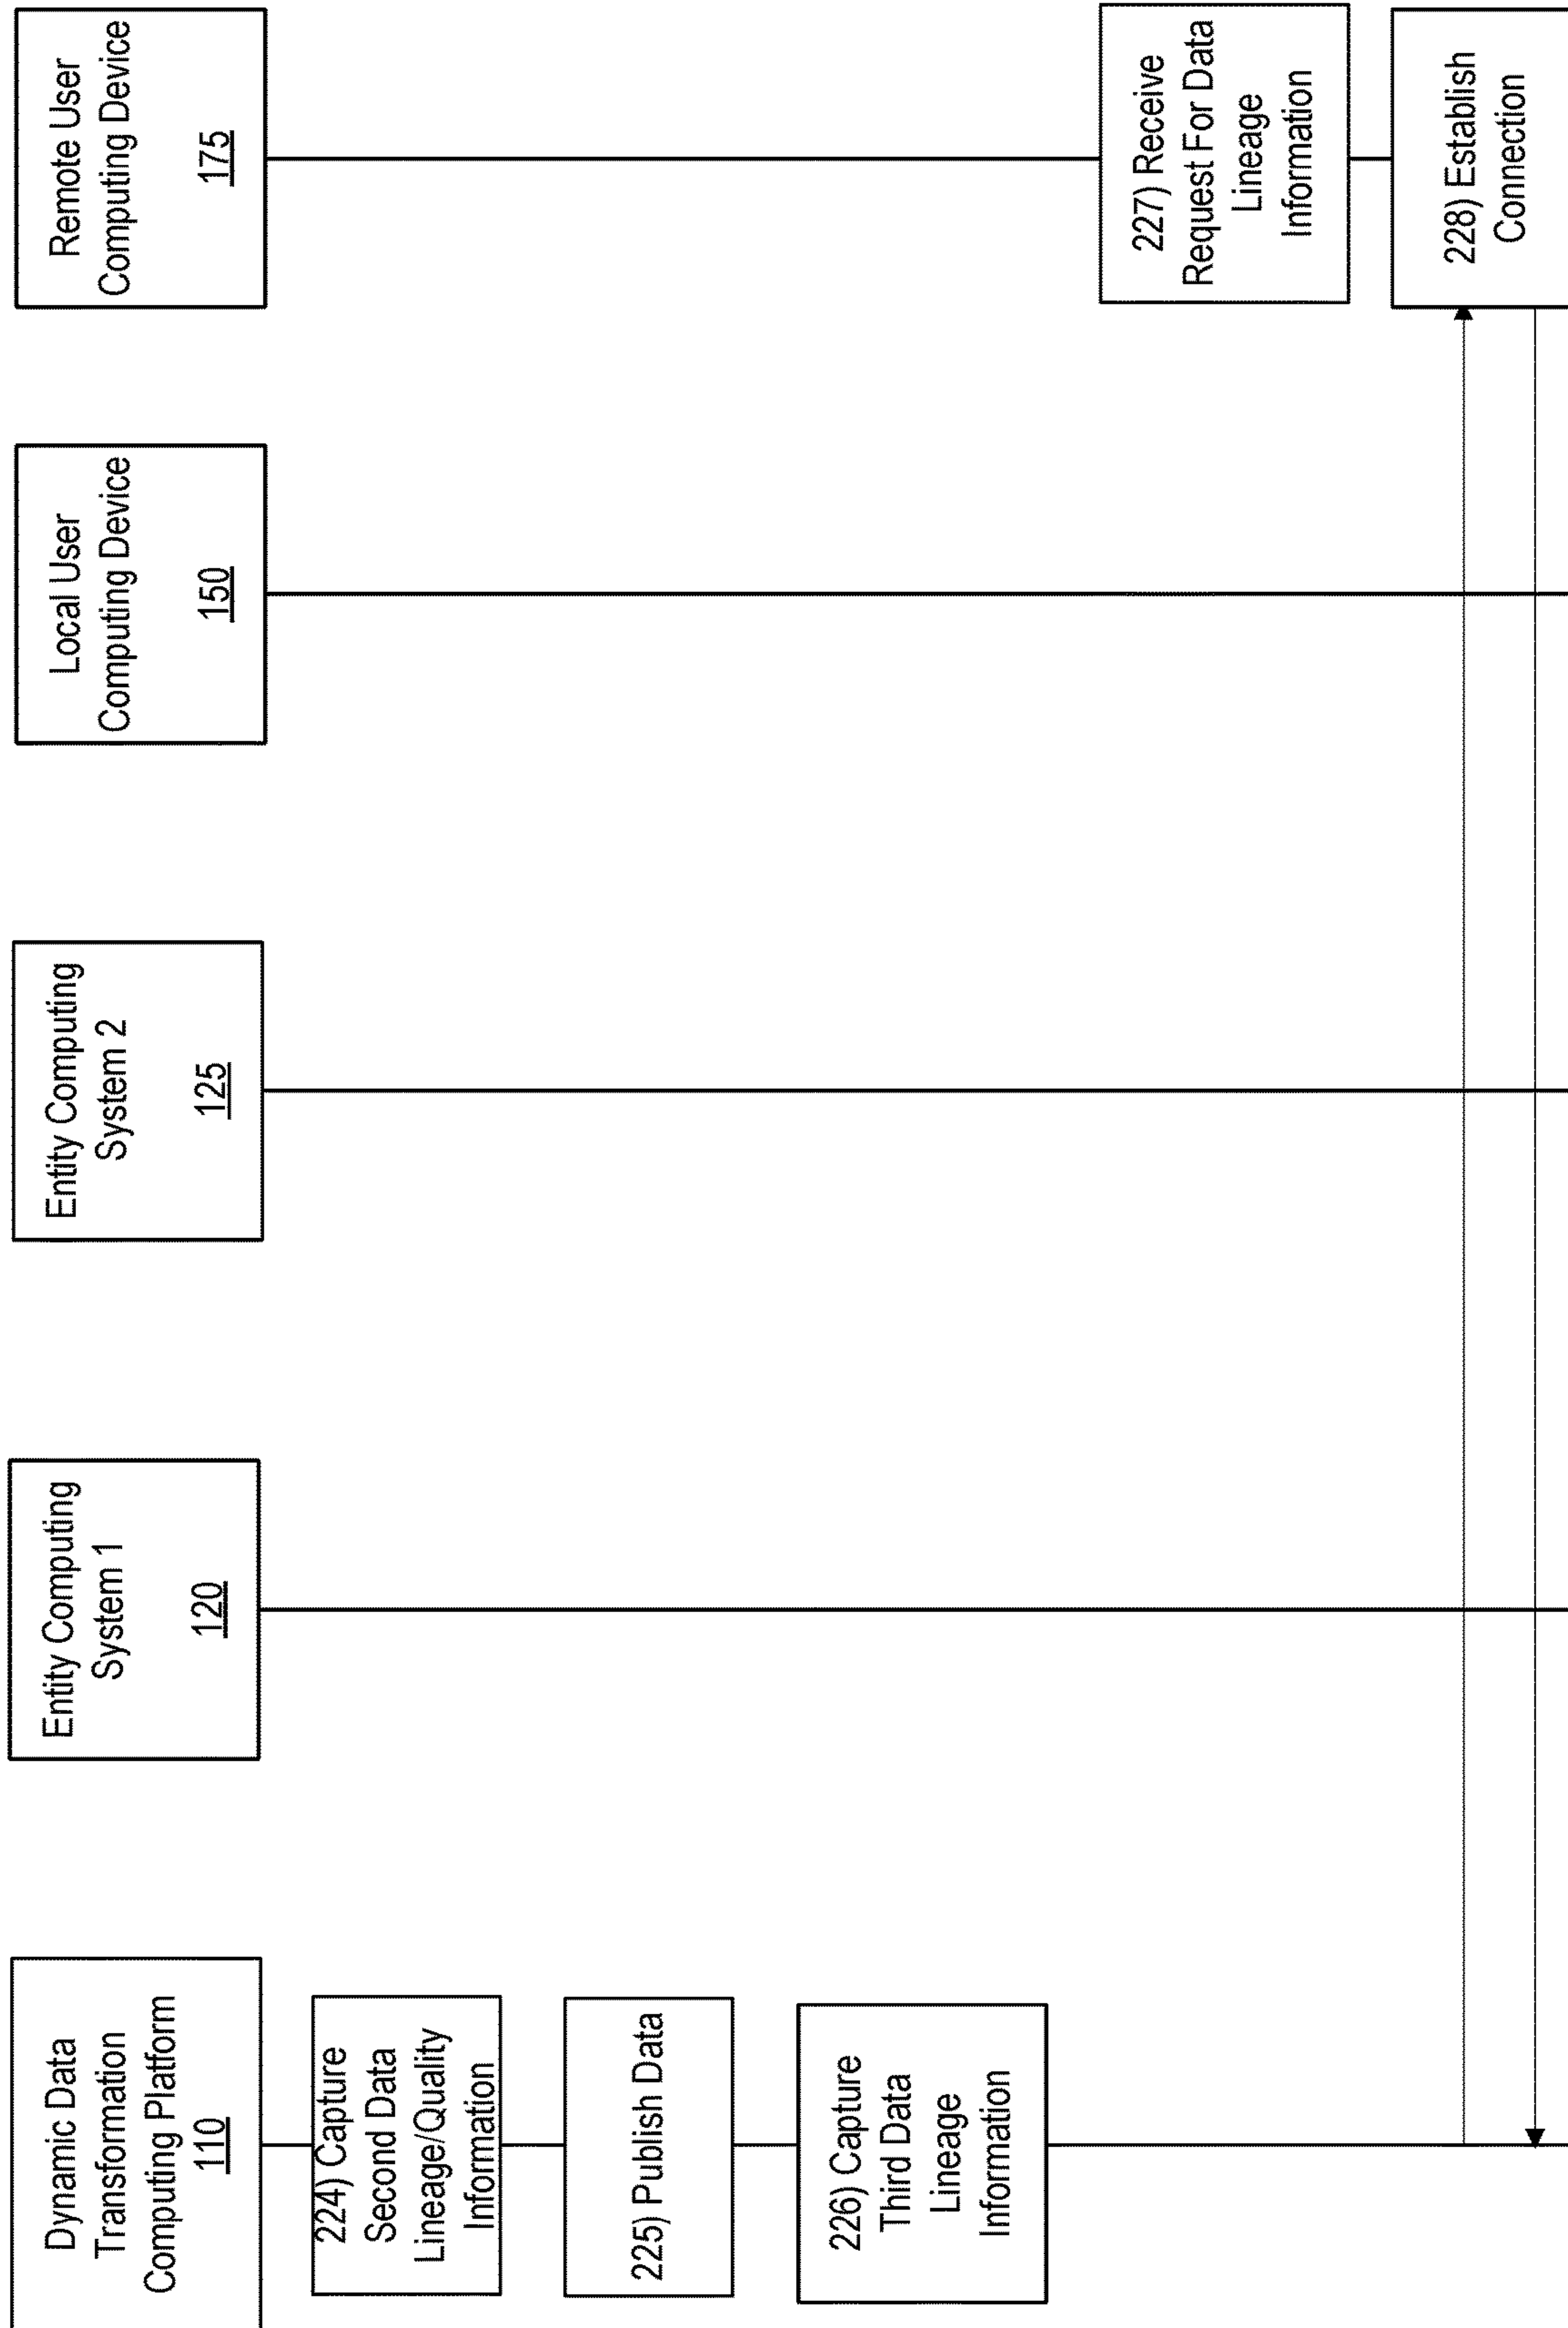 Dynamic Data
Transformation
Computing Platform
110
Entity Computing
System 1
120
Entity Computing
System 2
125
Local User
Computing Device
150
Remote User
Computing Device
175
224) Capture
Second Data
Lineage/Quality
Information
225) Publish Data
226) Capture
Third Data
Lineage
Information
227) Receive
Request For Data
Lineage
Information
228) Establish
Connection